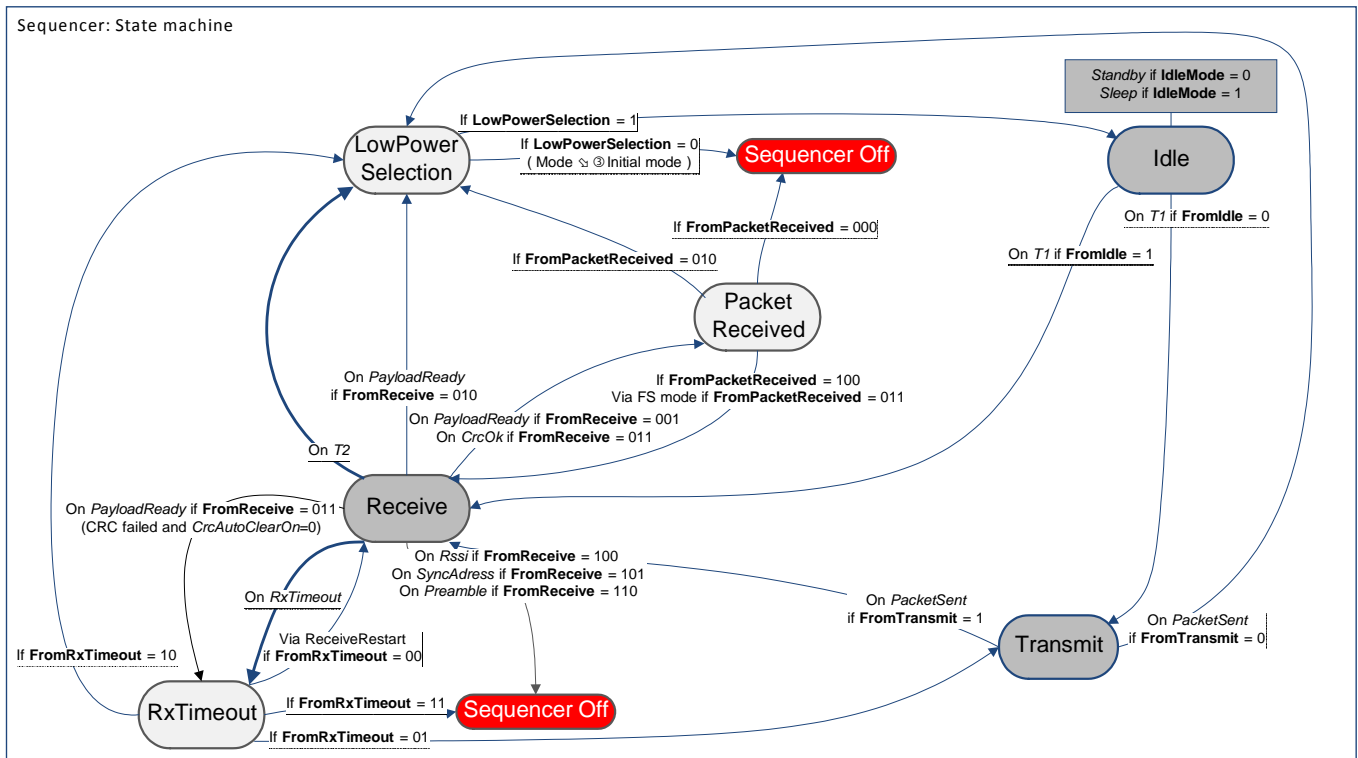 Sequencer: State machine
Standby if IdleMode = 0
Sleep if IdleMode = 1
If LowPowerSelection = 1
LowPower
Selection
If LowPowerSelection = 0
( Mode ⇘ ③ Initial mode )
Sequencer Off
Idle
On T1 if FromIdle = 0
If FromPacketReceived = 000
On T1 if FromIdle = 1
If FromPacketReceived = 010
Packet
Received
On PayloadReady
if FromReceive = 010
If FromPacketReceived = 100
Via FS mode if FromPacketReceived = 011
On PayloadReady if FromReceive = 001
On CrcOk if FromReceive = 011
On T2
Receive
On PayloadReady if FromReceive = 011
(CRC failed and CrcAutoClearOn=0)
On Rssi if FromReceive = 100
On SyncAdress if FromReceive = 101
On Preamble if FromReceive = 110
On RxTimeout
On PacketSent
if FromTransmit = 1
Transmit
On PacketSent
if FromTransmit = 0
Via ReceiveRestart
if FromRxTimeout = 00
If FromRxTimeout = 10
RxTimeout
If FromRxTimeout = 11
Sequencer Off
If FromRxTimeout = 01